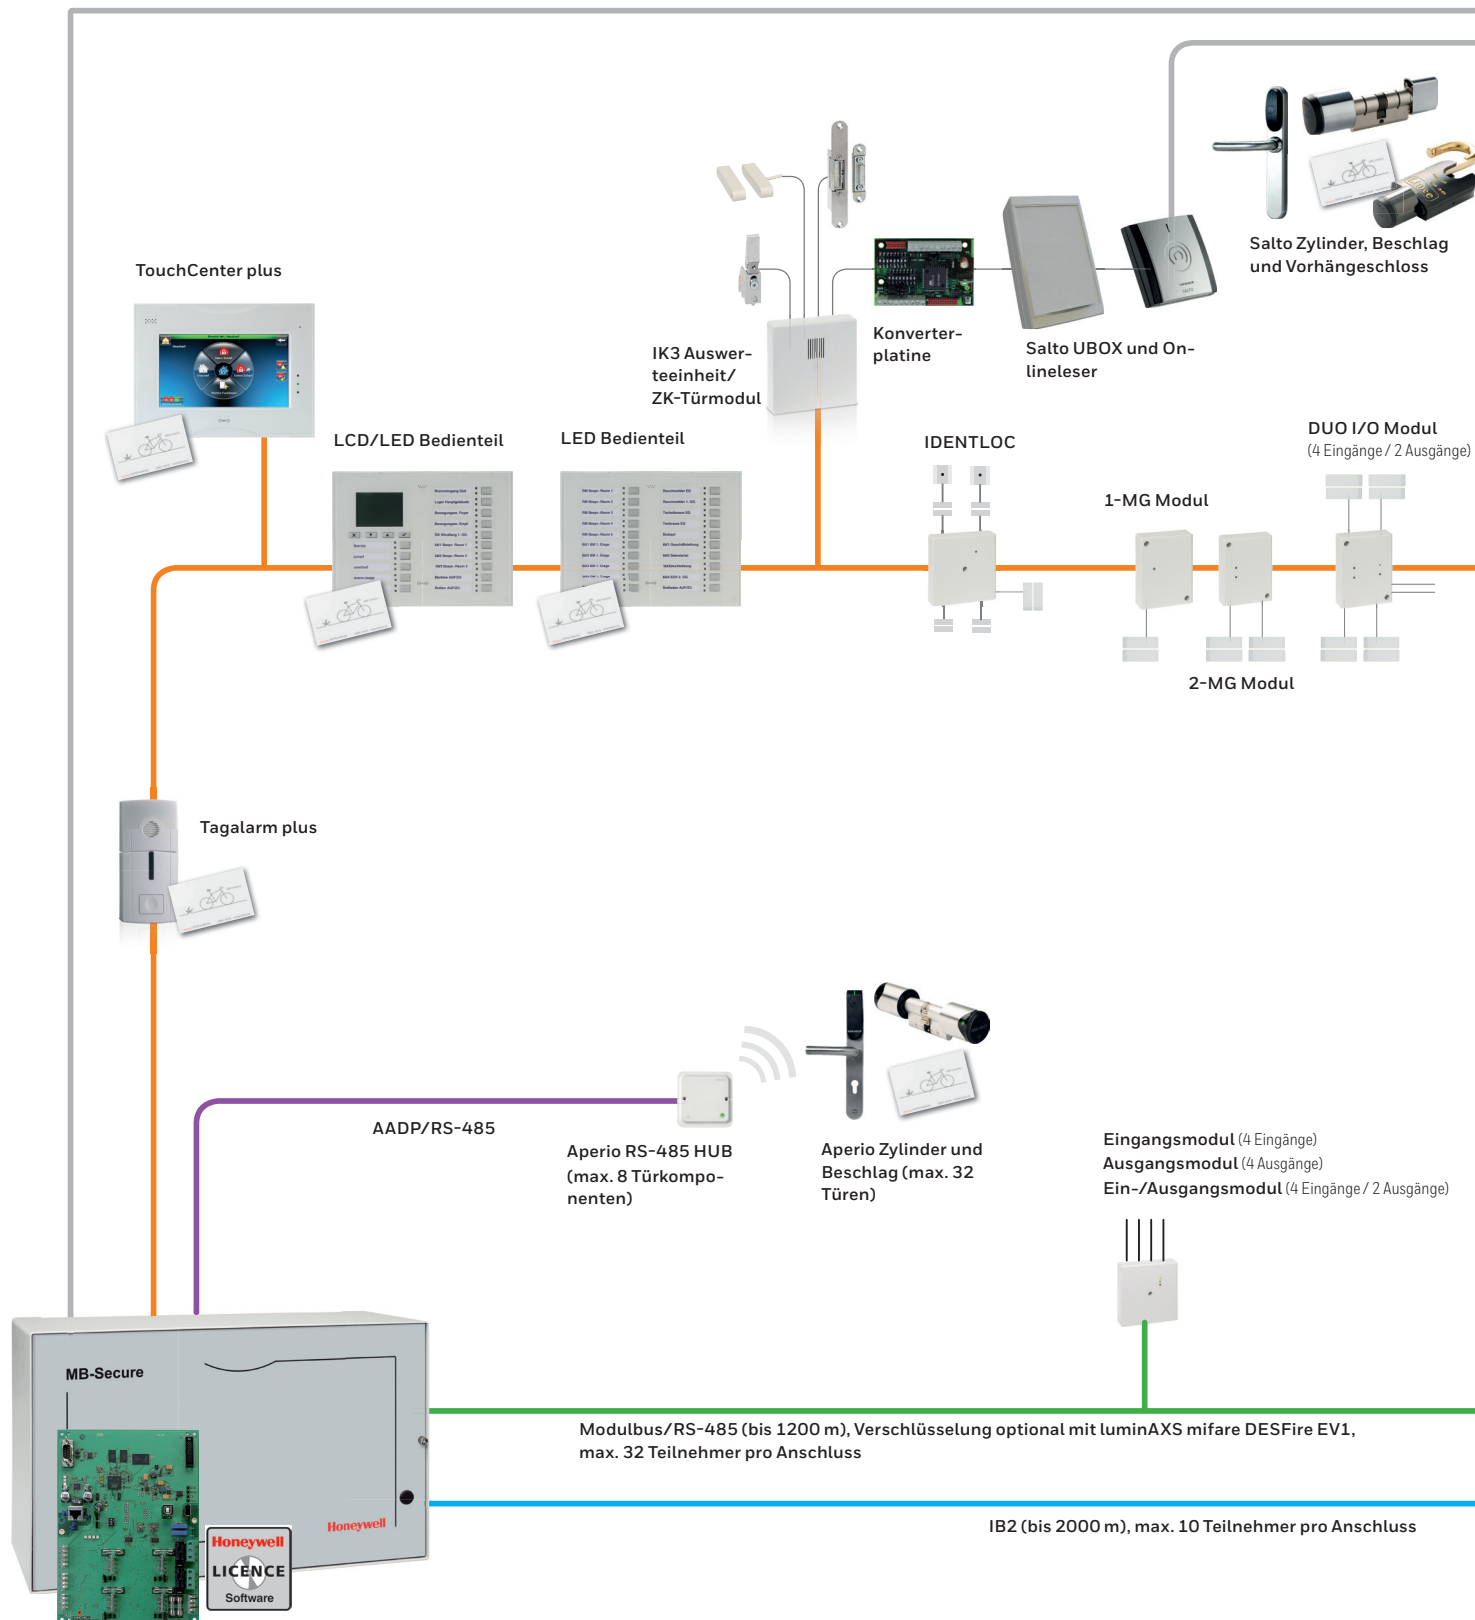 Salto Zylinder, Beschlag
und Vorhängeschloss
TouchCenter plus
Konverter-
platine
Salto UBOX und On-
lineleser
IK3 Auswer-
teeinheit/
ZK-Türmodul
LCD/LED Bedienteil
LED Bedienteil
IDENTLOC
DUO I/O Modul
(4 Eingänge / 2 Ausgänge)
1-MG Modul
2-MG Modul
Tagalarm plus
AADP/RS-485
Aperio RS-485 HUB
(max. 8 Türkompo-
nenten)
Aperio Zylinder und
Beschlag (max. 32
Türen)
Eingangsmodul (4 Eingänge)
Ausgangsmodul (4 Ausgänge)
Ein-/Ausgangsmodul (4 Eingänge / 2 Ausgänge)
MB-Secure
Modulbus/RS-485 (bis 1200 m), Verschlüsselung optional mit luminAXS mifare DESFire EV1,
max. 32 Teilnehmer pro Anschluss
Honeywell
IB2 (bis 2000 m), max. 10 Teilnehmer pro Anschluss
Honeywell
LICENCE
Software